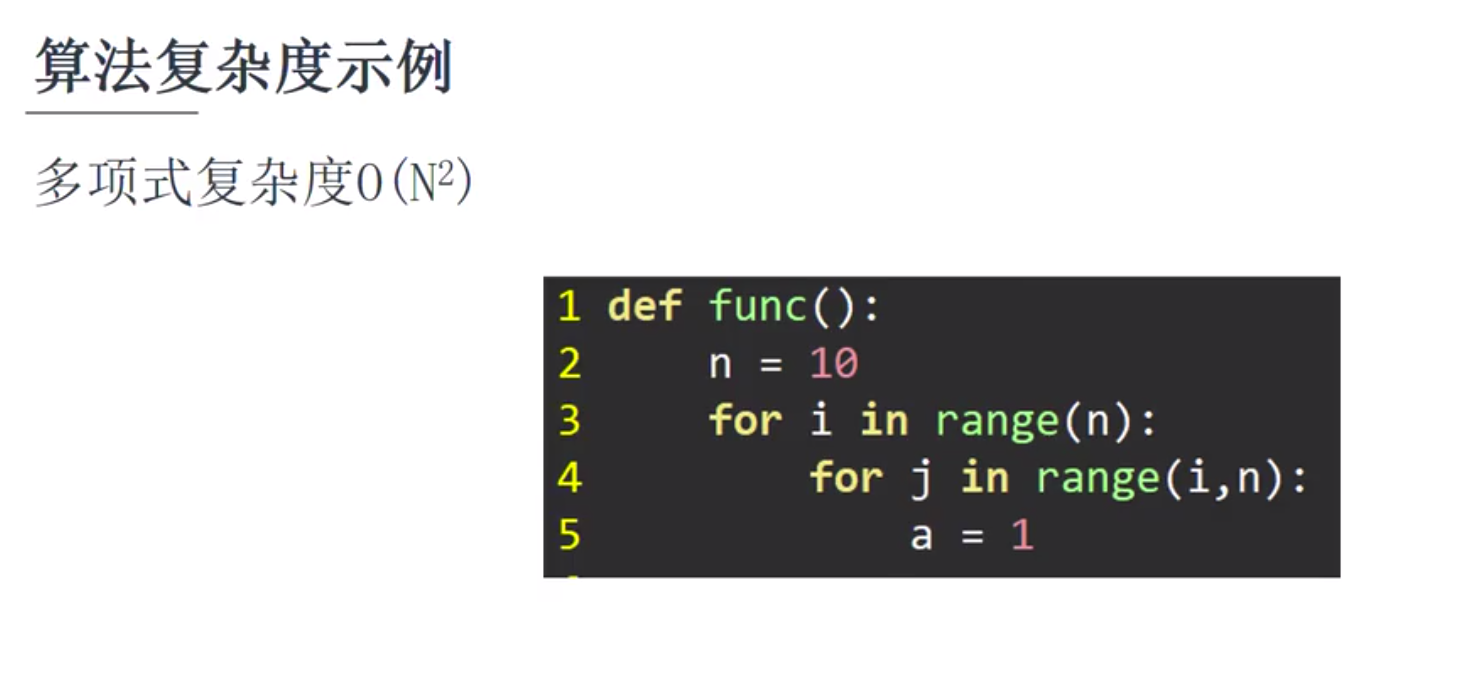 算法复杂度示例
多项式复杂度O(N²)
1 def func():
2     n = 10
3     for i in range(n):
4         for j in range(i,n):
5             a = 1